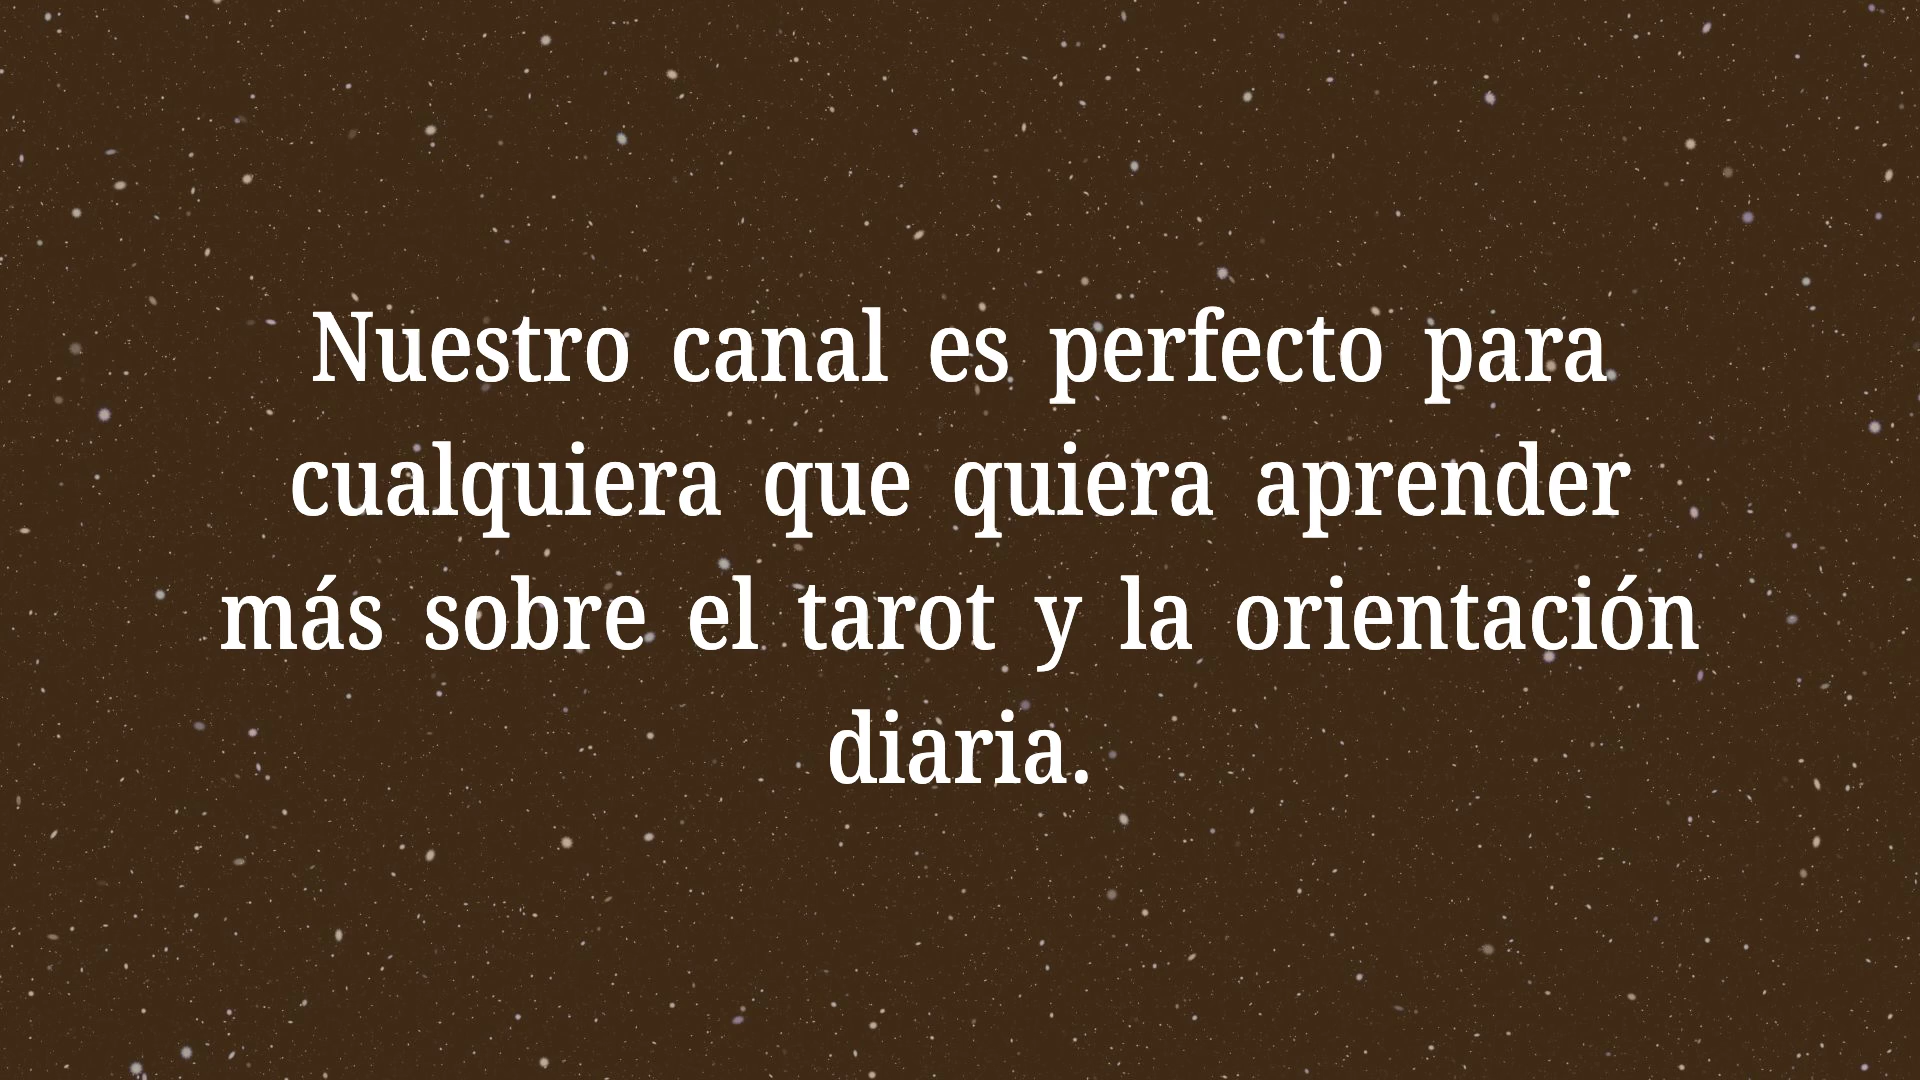 Nuestro canal es perfecto para
cualquiera que quiera aprender
más sobre el tarot y la orientación
diaria.